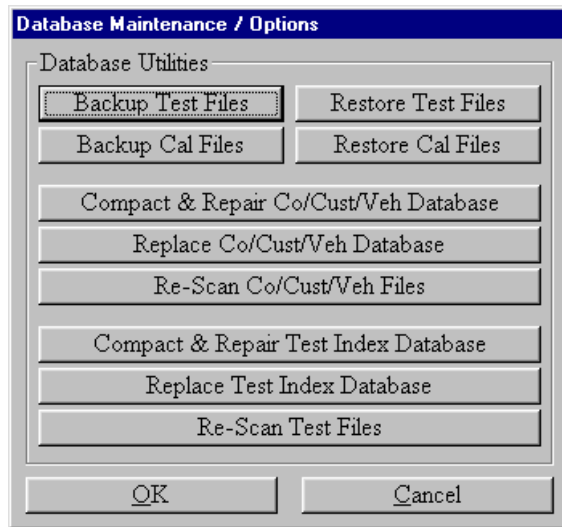 Database Maintenance / Options
Database Utilities
Backup Test Files
Restore Test Files
Backup Cal Files
Restore Cal Files
Compact & Repair Co/Cust/Veh Database
Replace Co/Cust/Veh Database
Re-Scan Co/Cust/Veh Files
Compact & Repair Test Index Database
Replace Test Index Database
Re-Scan Test Files
OK
Cancel